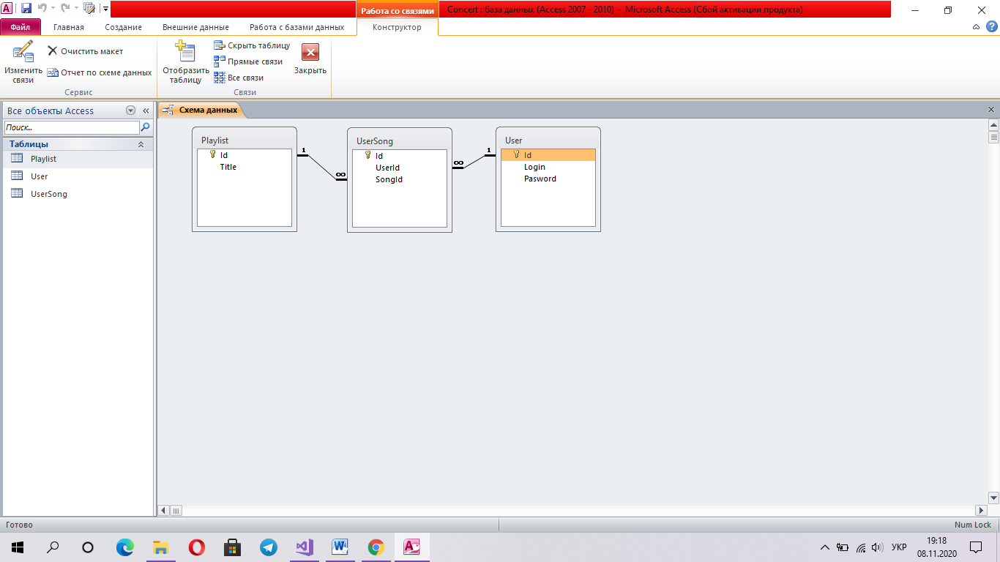 Работа со связями
Concert : база данных (Access 2007 - 2010) - Microsoft Access (Сбой активации продукта)
Файл
Главная
Создание
Внешние данные
Работа с базами данных
Конструктор
Изменить связи
Очистить макет
Отчет по схеме данных
Сервис
Отобразить таблицу
Скрыть таблицу
Прямые связи
Все связи
Закрыть
Связи
Все объекты Access
Поиск...
Таблицы
Playlist
User
UserSong
Схема данных
Playlist
Id
Title
1
∞
UserSong
Id
UserId
SongId
∞
1
User
Id
Login
Pasword
Готово
Num Lock
УКР
19:18
08.11.2020